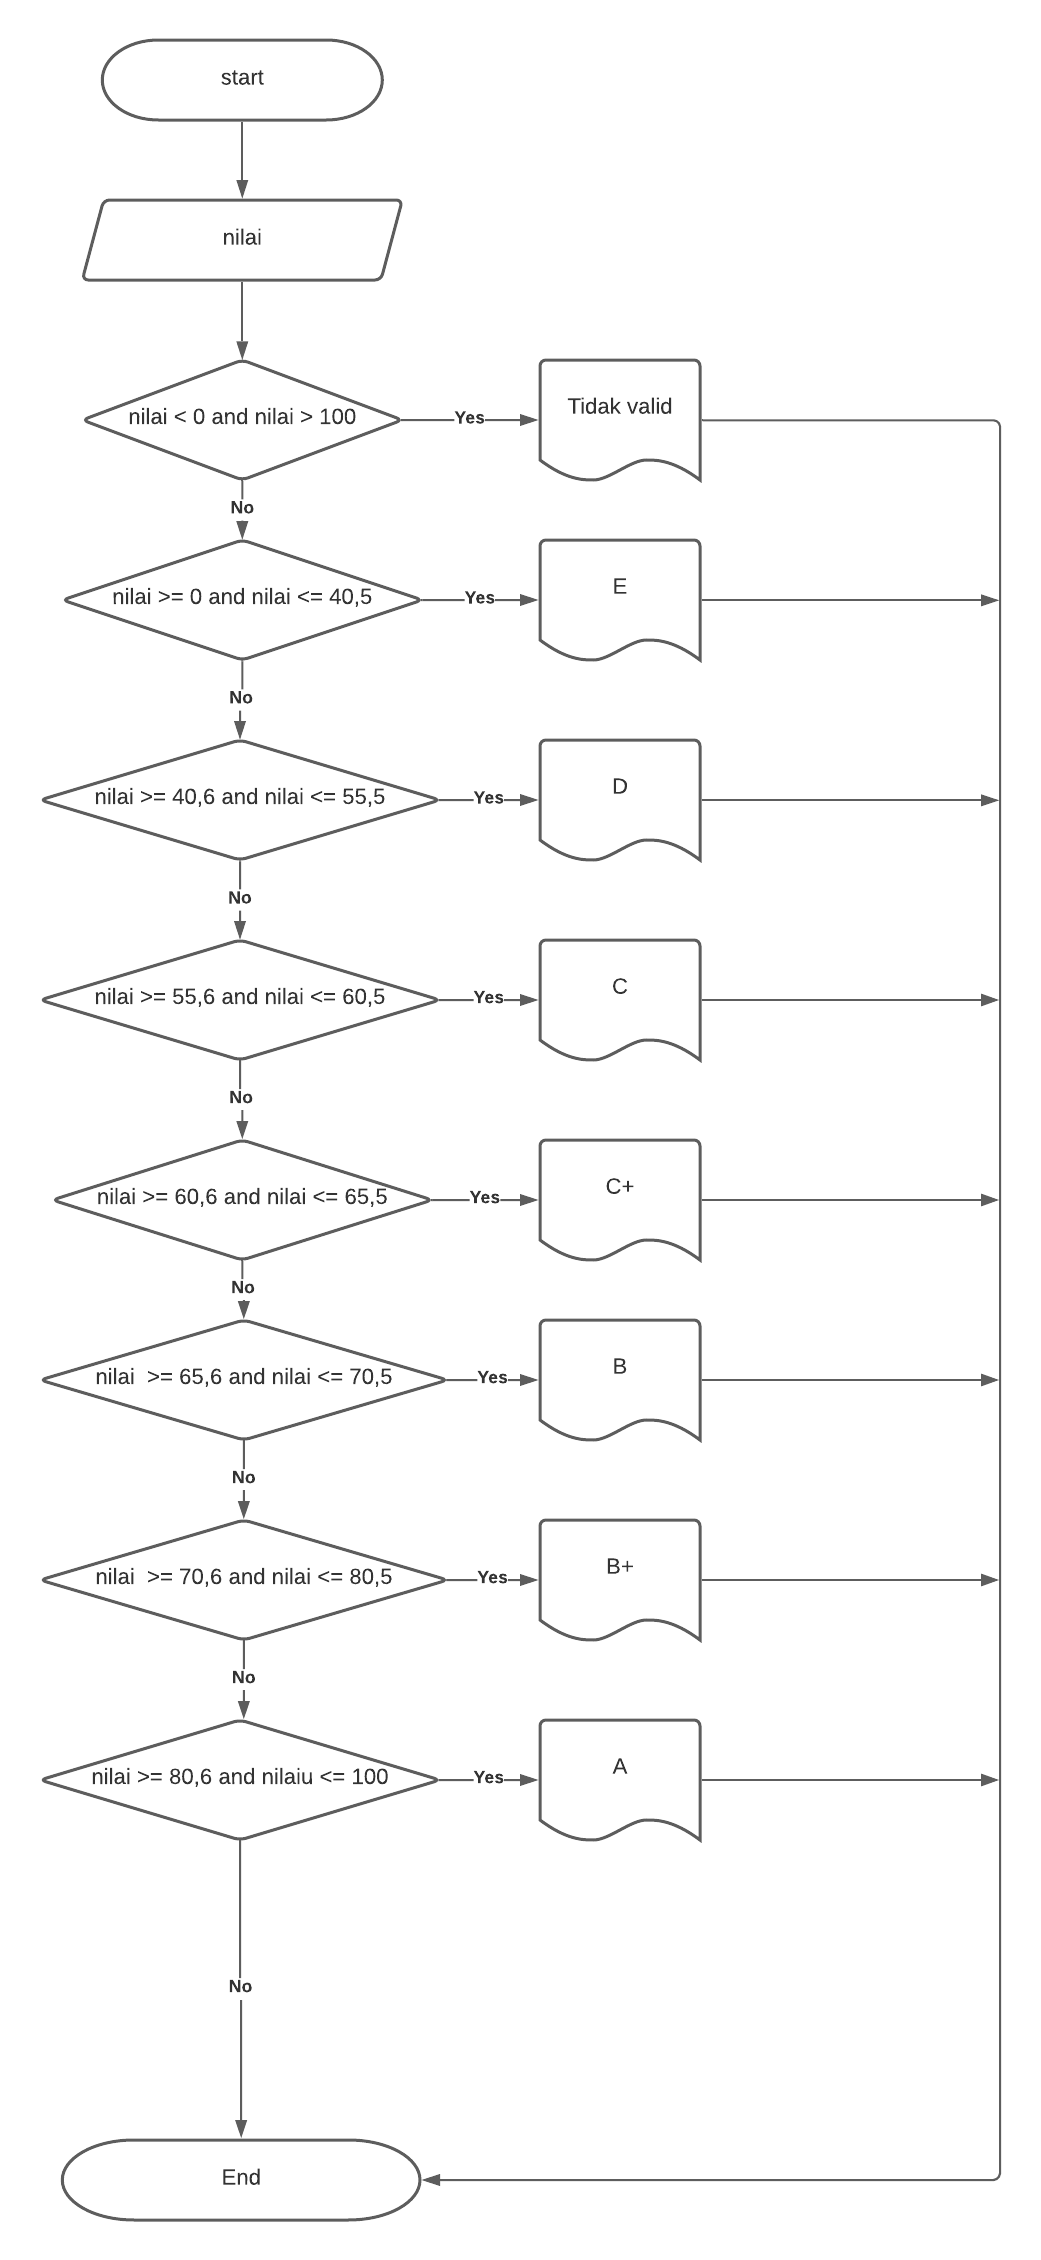 start
nilai
nilai < 0 and nilai > 100
Yes
Tidak valid
No
nilai >= 0 and nilai <= 40,5
Yes
E
No
nilai >= 40,6 and nilai <= 55,5
Yes
D
No
nilai >= 55,6 and nilai <= 60,5
Yes
C
No
nilai >= 60,6 and nilai <= 65,5
Yes
C+
No
nilai  >= 65,6 and nilai <= 70,5
Yes
B
No
nilai  >= 70,6 and nilai <= 80,5
Yes
B+
No
nilai >= 80,6 and nilaiu <= 100
Yes
A
No
End